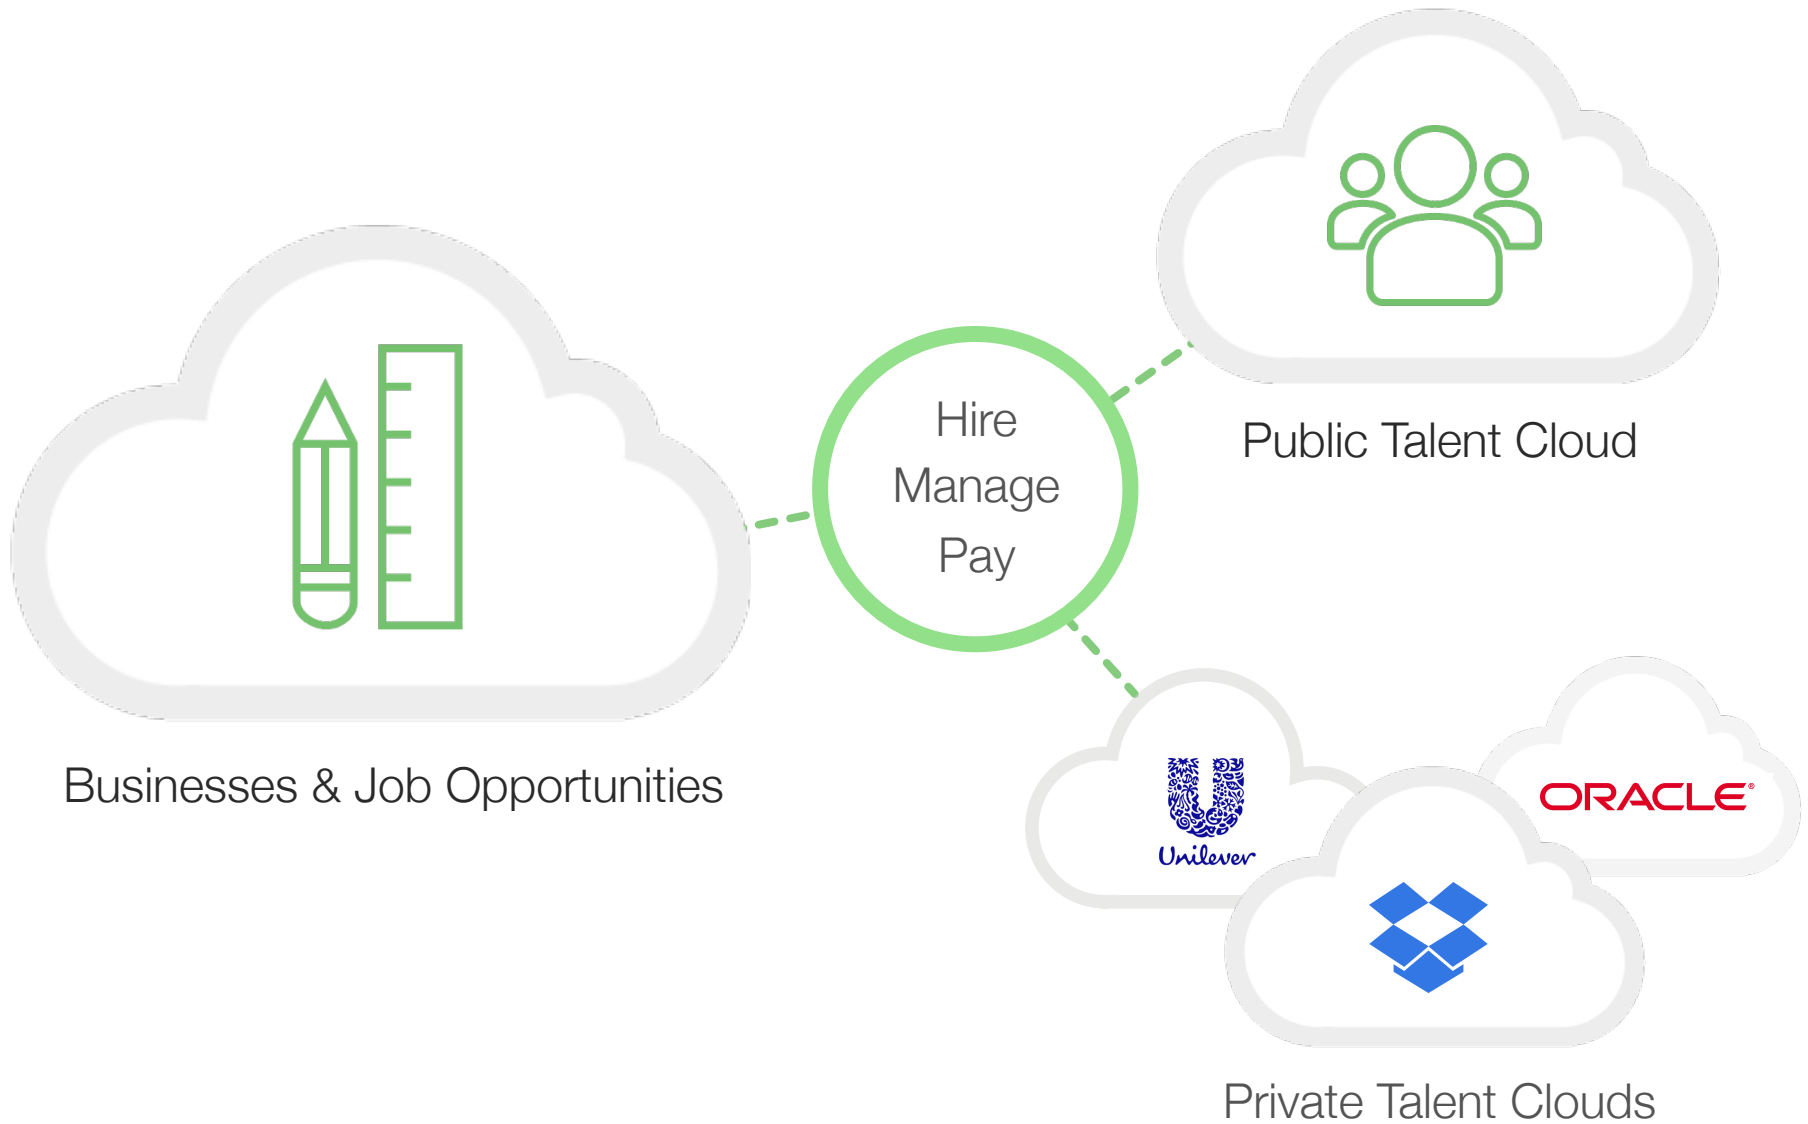 Hire
Manage
Pay
Public Talent Cloud
Businesses & Job Opportunities
Unilever
ORACLE®
Private Talent Clouds